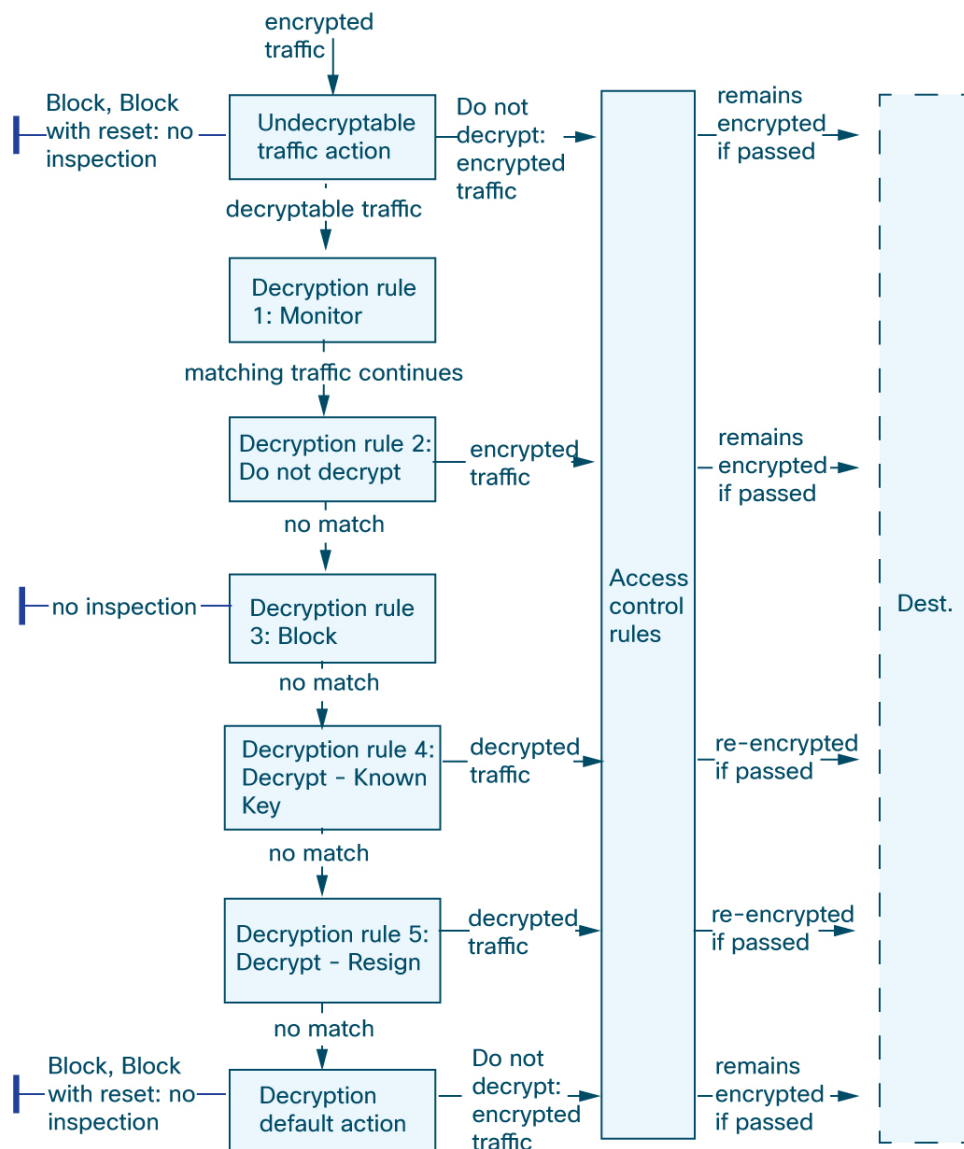 encrypted
traffic
Block, Block
with reset: no
inspection
Undecryptable
traffic action
Do not
decrypt:
encrypted
traffic
remains
encrypted
if passed
decryptable traffic
Decryption rule
1: Monitor
matching traffic continues
Decryption rule 2:
Do not decrypt
encrypted
traffic
remains
encrypted
if passed
no match
no inspection
Decryption rule
3: Block
Access
control
rules
Dest.
no match
Decryption rule 4:
Decrypt - Known
Key
decrypted
traffic
re-encrypted
if passed
no match
Decryption rule 5:
Decrypt - Resign
decrypted
traffic
re-encrypted
if passed
no match
Block, Block
with reset: no
inspection
Decryption
default action
Do not
decrypt:
encrypted
traffic
remains
encrypted
if passed